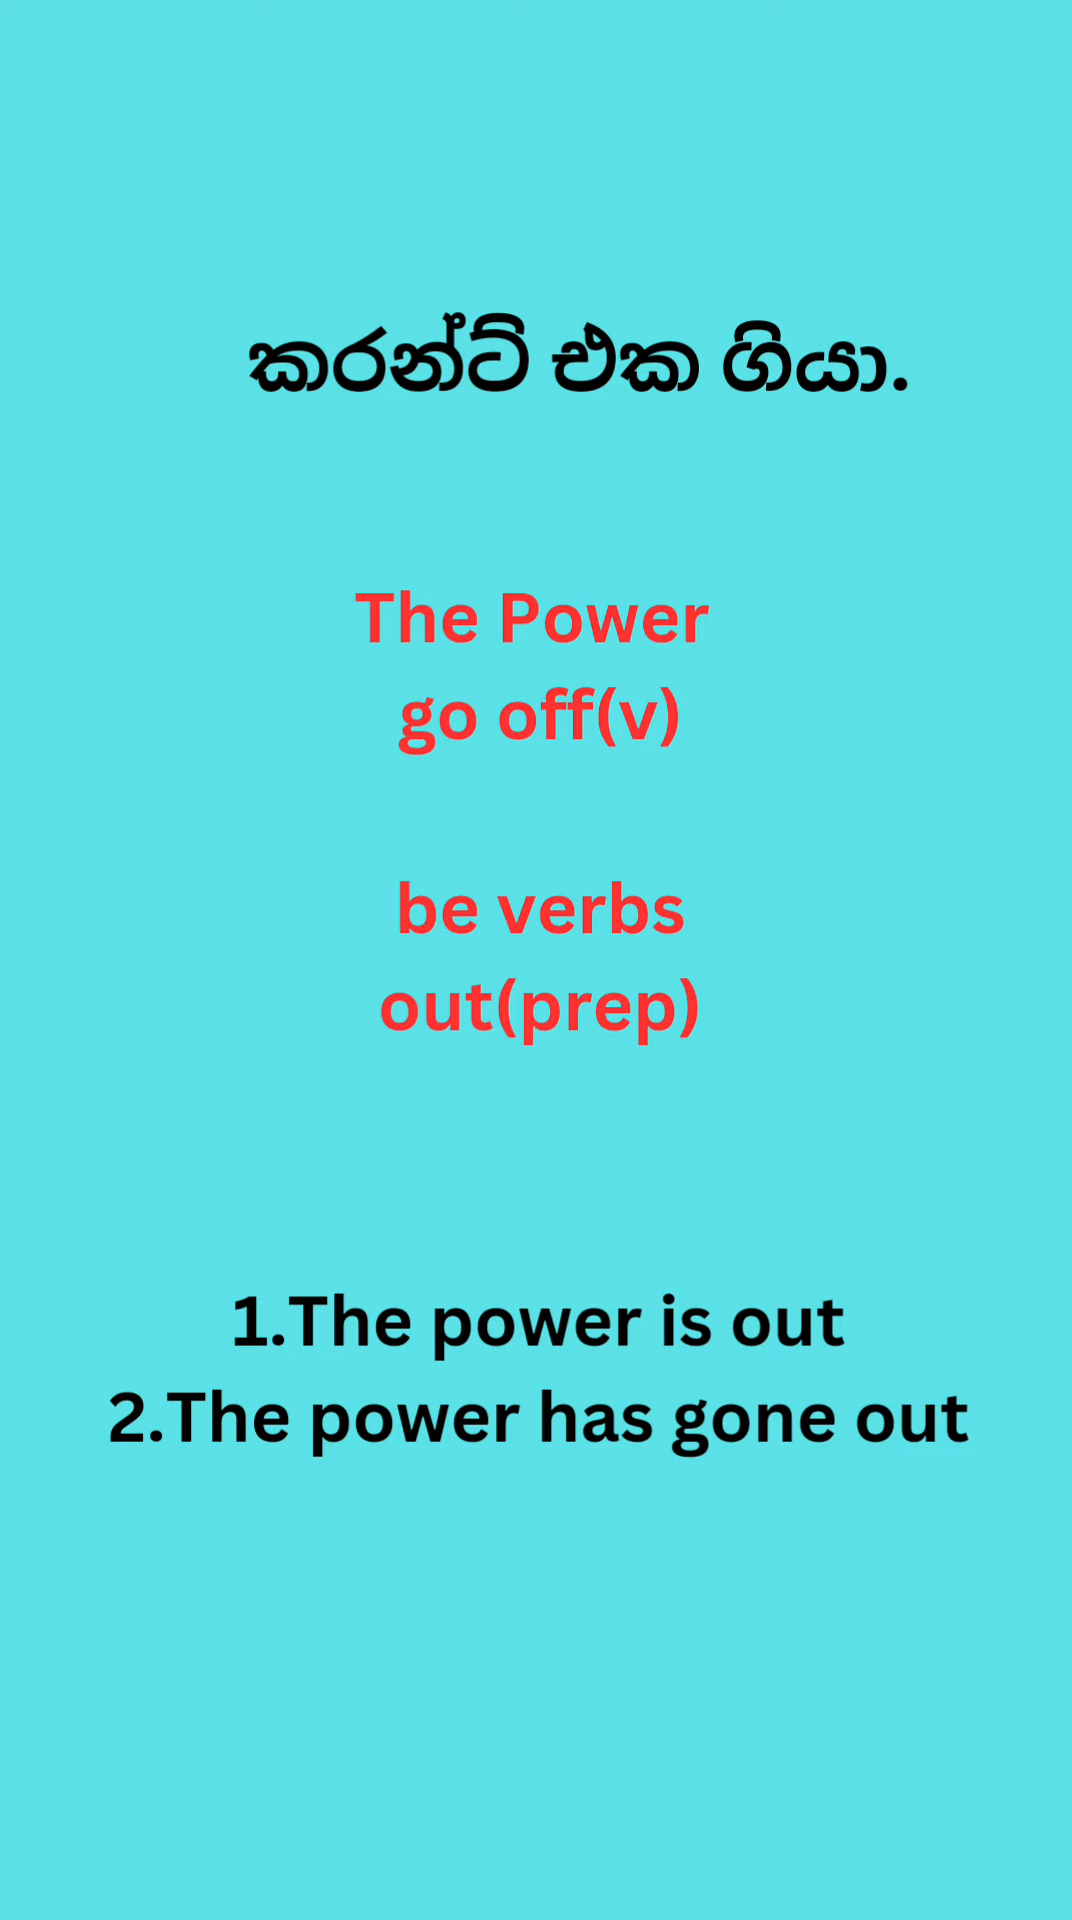 කරන්ට් එක ගියා.
The Power
go off(v)
be verbs
out(prep)
1.The power is out
2.The power has gone out